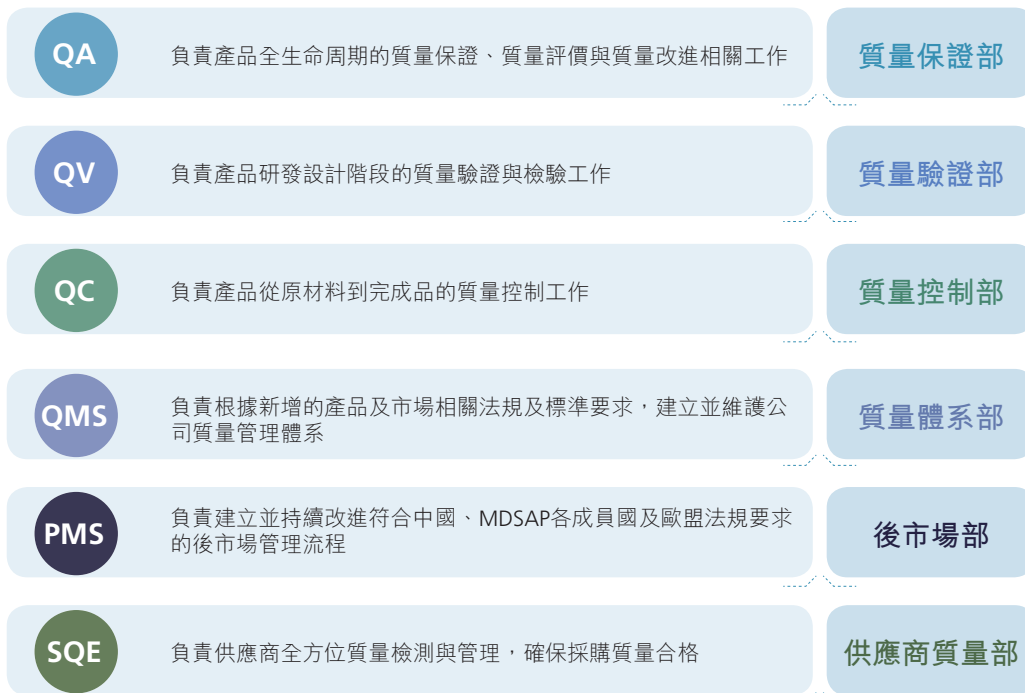 QA
負責產品全生命周期的質量保證、質量評價與質量改進相關工作
質量保證部
QV
負責產品研發設計階段的質量驗證與檢驗工作
質量驗證部
QC
負責產品從原材料到完成品的質量控制工作
質量控制部
QMS
負責根據新增的產品及市場相關法規及標準要求，建立並維護公
司質量管理體系
質量體系部
PMS
負責建立並持續改進符合中國、MDSAP各成員國及歐盟法規要求
的後市場管理流程
後市場部
SQE
負責供應商全方位質量檢測與管理，確保採購質量合格
供應商質量部